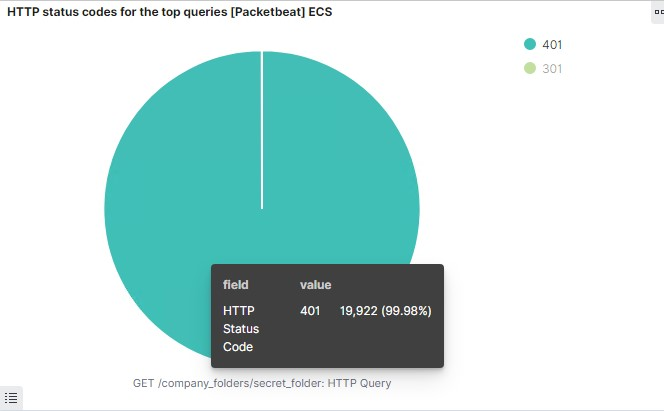 HTTP status codes for the top queries [Packetbeat] ECS
401
301
field value
HTTP 401 19,922 (99.98%)
Status
Code
GET /company_folders/secret_folder: HTTP Query